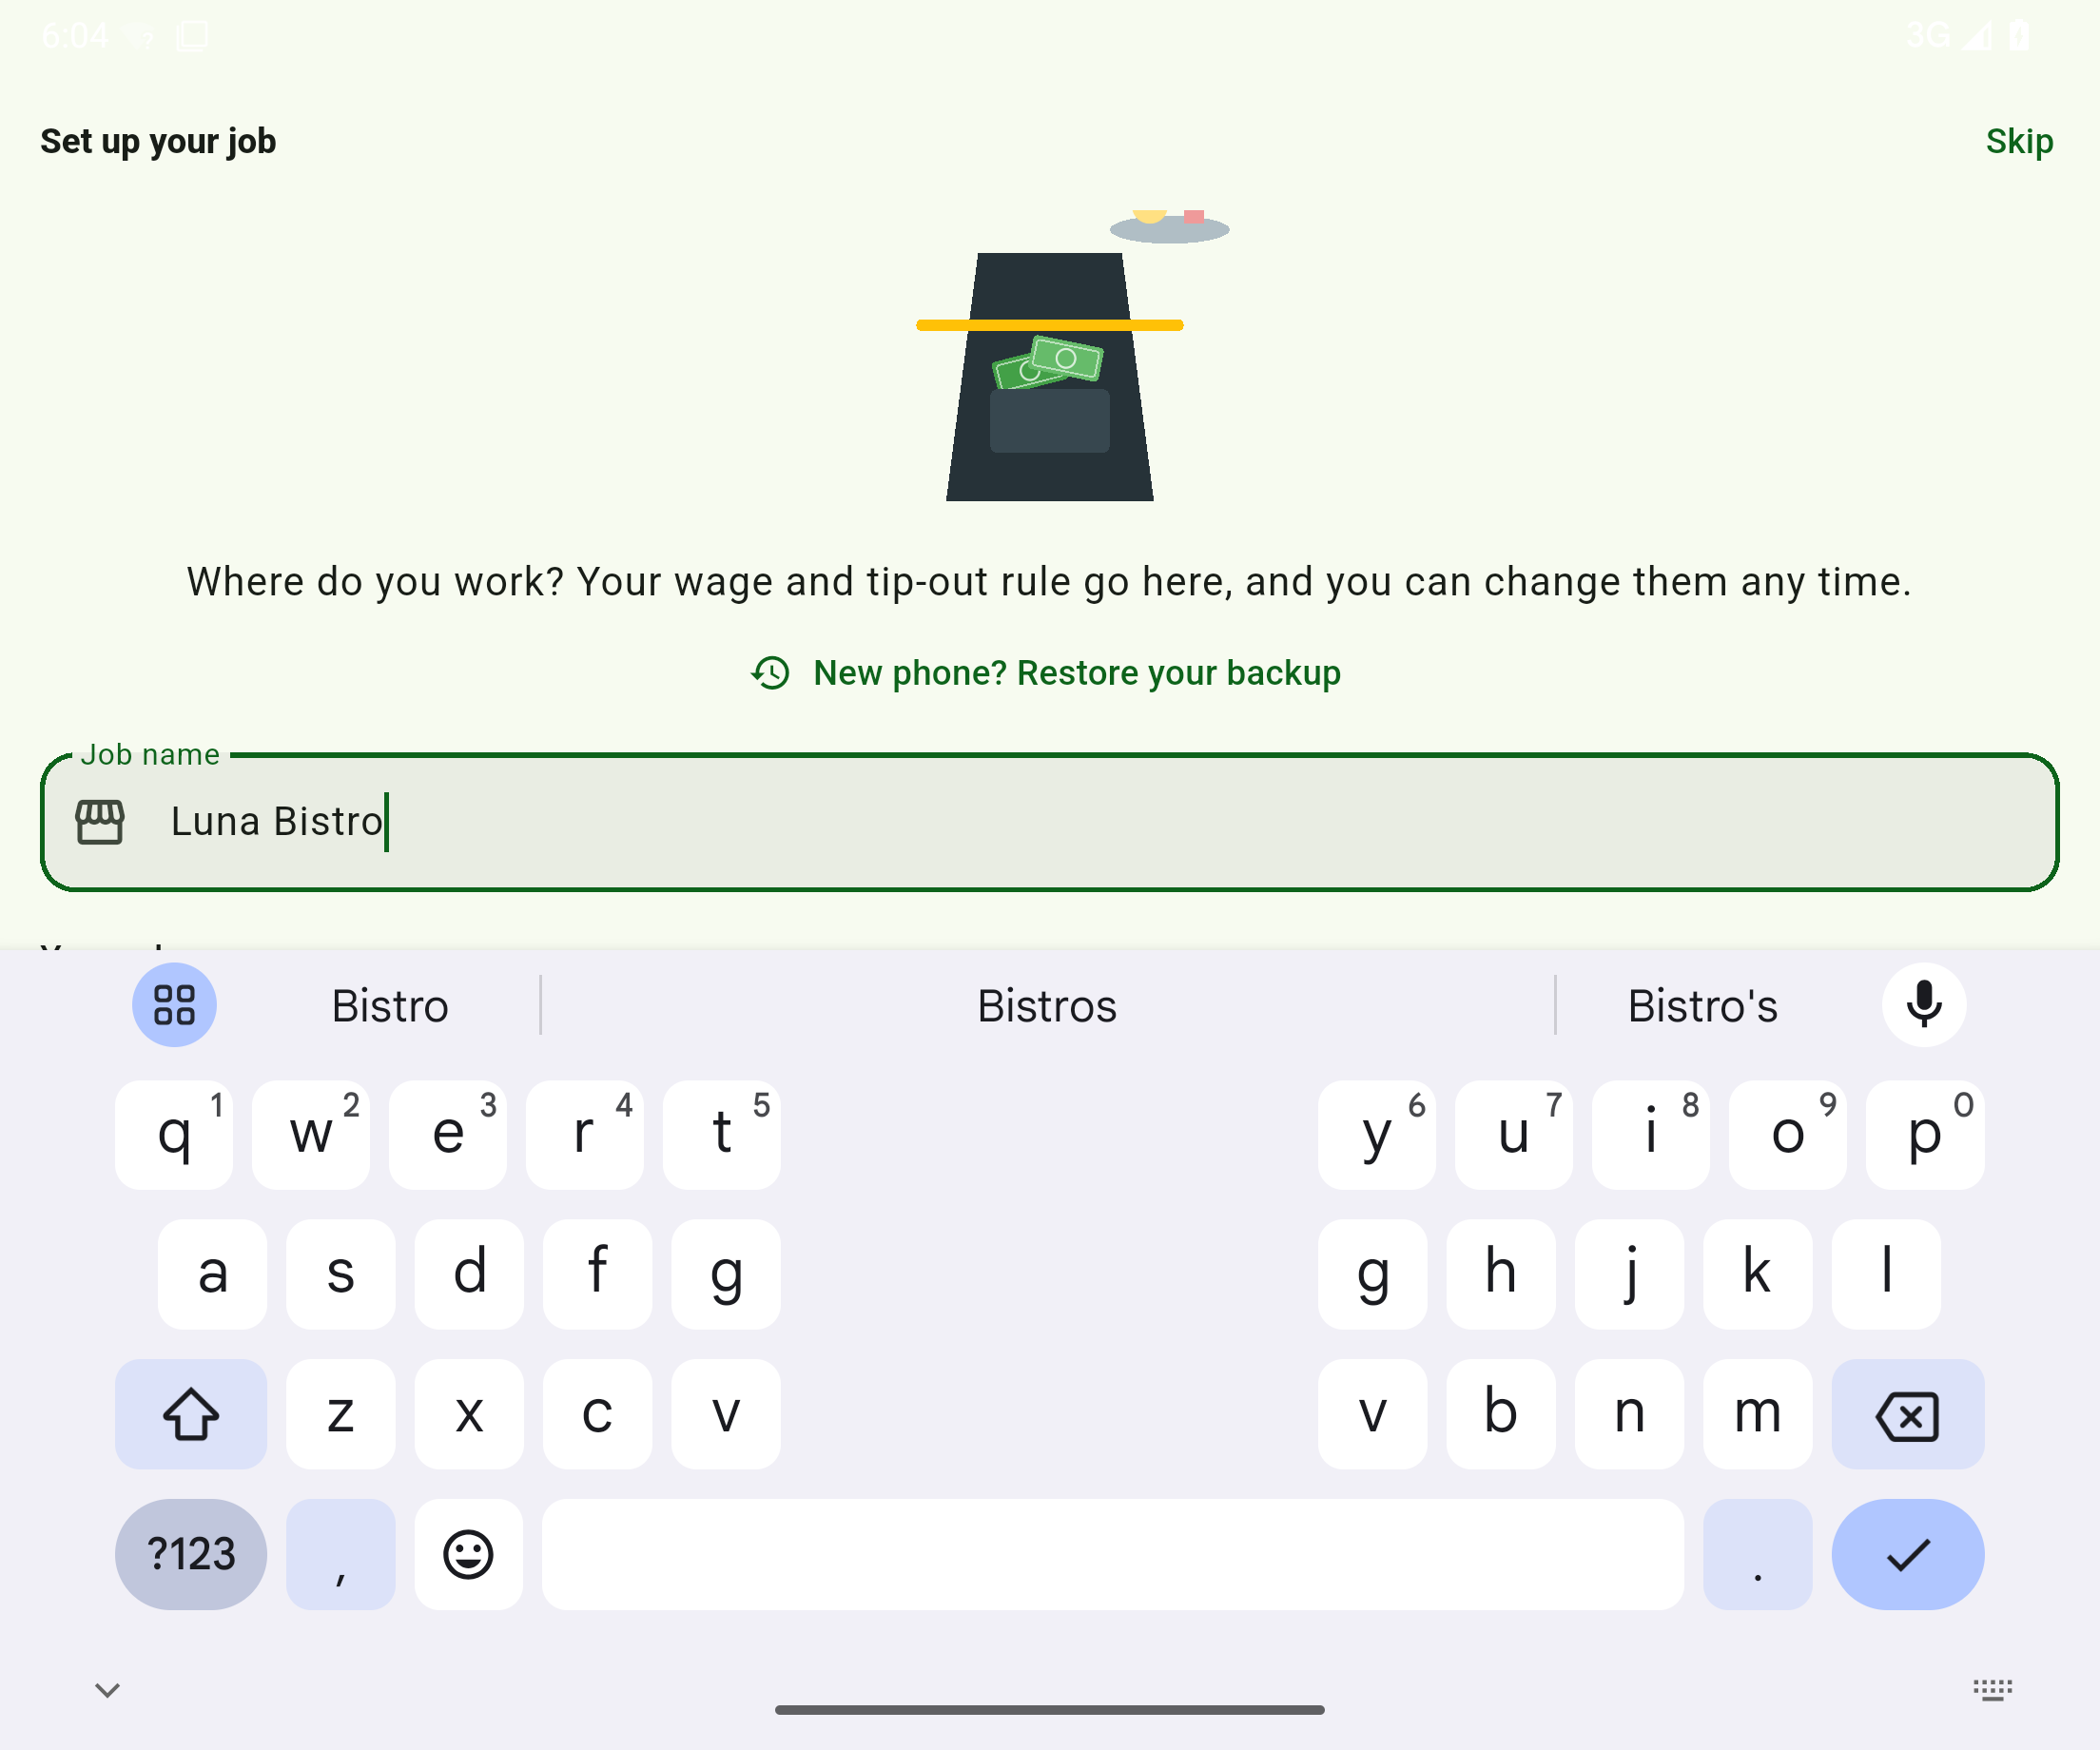 6:04
3G
Set up your job
Skip
Where do you work? Your wage and tip-out rule go here, and you can change them any time.
New phone? Restore your backup
Job name
Luna Bistro
Bistro
Bistros
Bistro's
q 1 w 2 e 3 r 4 t 5 y 6 u 7 i 8 o 9 p 0
a s d f g g h j k l
z x c v v b n m
?123 , .